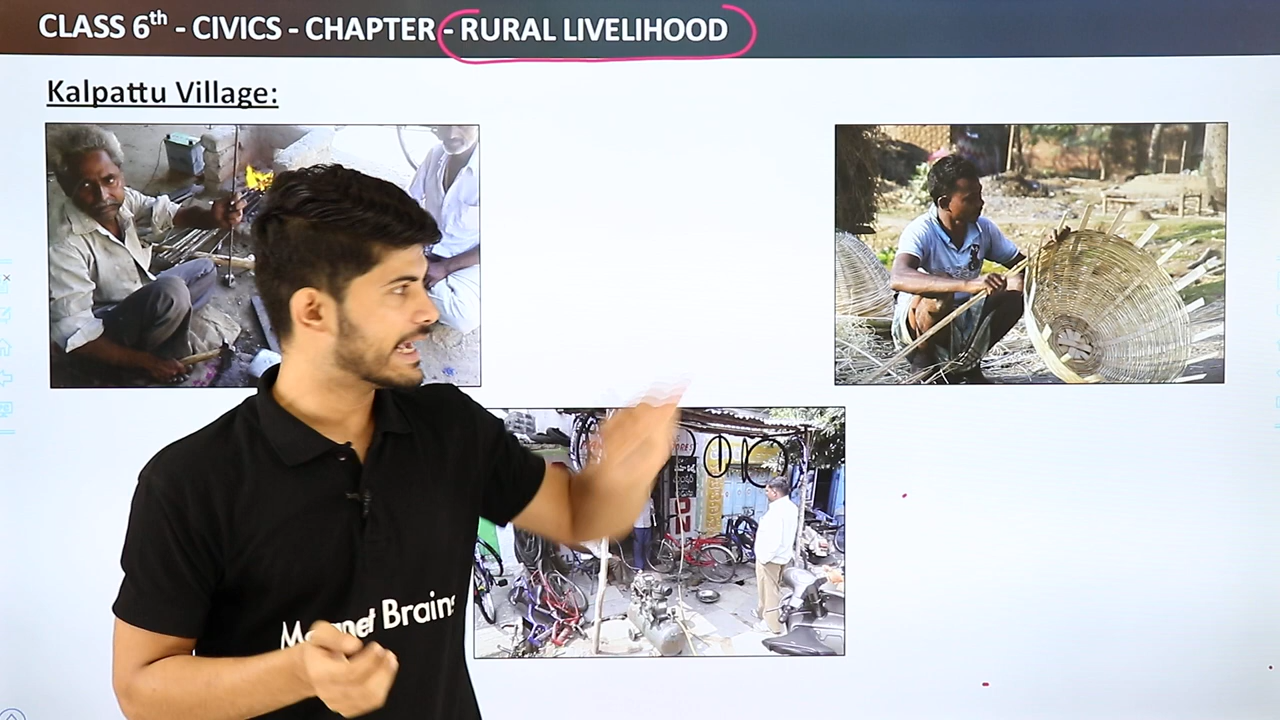 CLASS 6th - CIVICS - CHAPTER - RURAL LIVELIHOOD
Kalpattu Village:
Brains